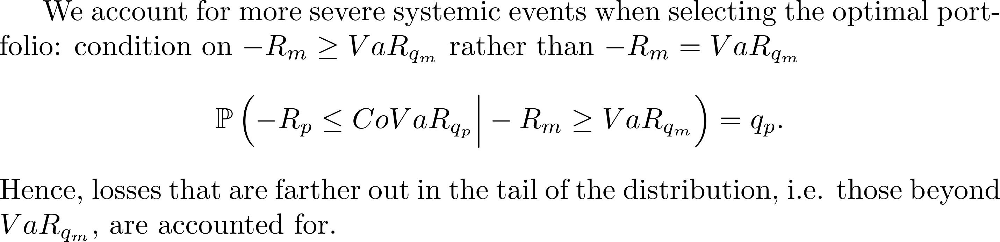 We account for more severe systemic events when selecting the optimal port-
folio: condition on $-R_m \geq VaR_{q_m}$ rather than $-R_m = VaR_{q_m}$
$\mathbb{P}\left(-R_p \leq CoVaR_{q_p} \middle| -R_m \geq VaR_{q_m}\right) = q_p.$
Hence, losses that are farther out in the tail of the distribution, i.e. those beyond
$VaR_{q_m}$, are accounted for.